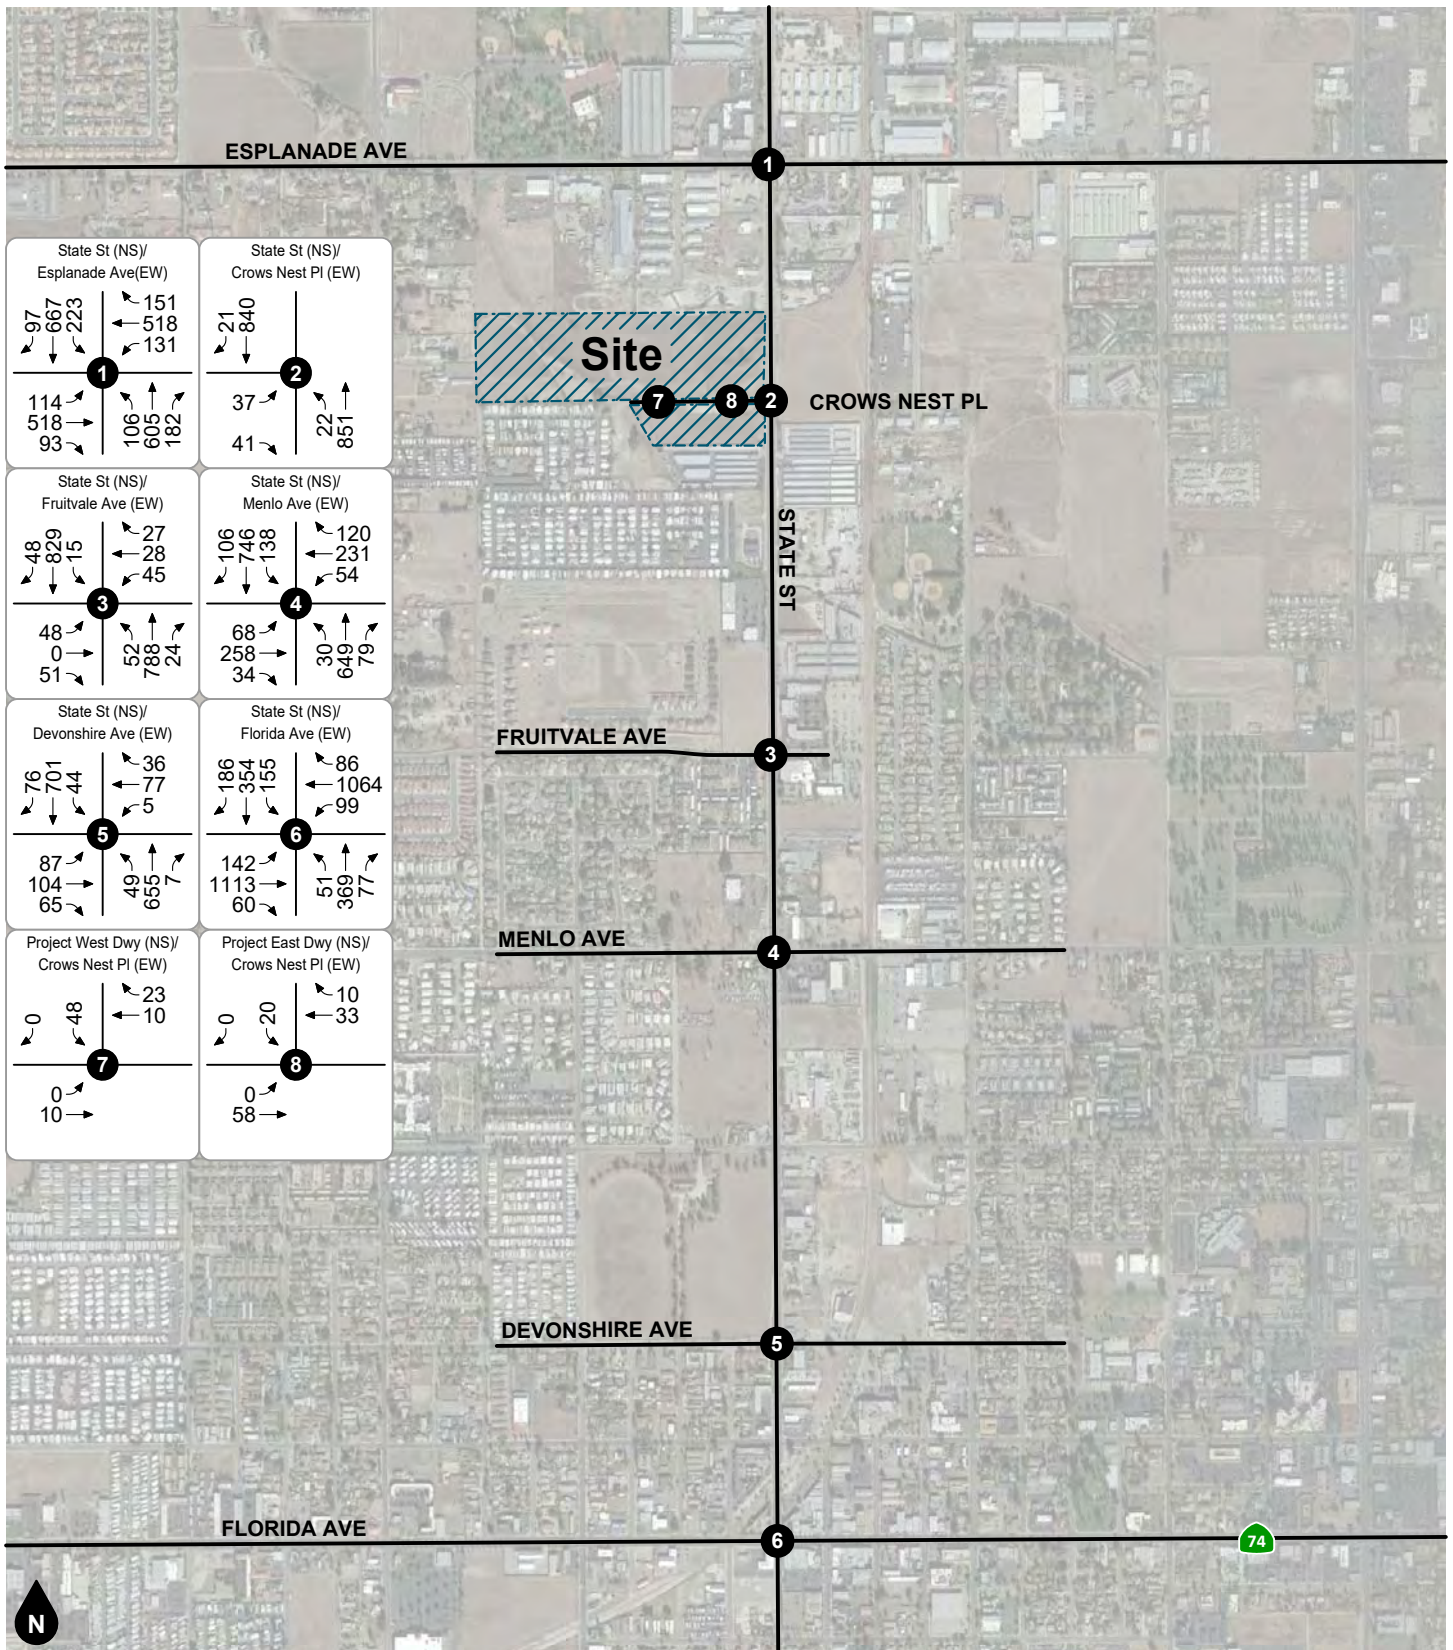 ESPLANADE AVE
1
State St (NS)/
Esplanade Ave(EW)
97 667 223
151
518
131
1
114
518
93
106 605 182
State St (NS)/
Crows Nest Pl (EW)
21 840
2
37
41
22 851
Site
7 8 2 CROWS NEST PL
State St (NS)/
Fruitvale Ave (EW)
48 829 15
27
28
45
3
48
0
51
52 788 24
State St (NS)/
Menlo Ave (EW)
106 746 138
120
231
54
4
68
258
34
30 649 79
STATE ST
State St (NS)/
Devonshire Ave (EW)
76 701 44
36
77
5
5
87
104
65
49 655 7
State St (NS)/
Florida Ave (EW)
186 354 155
86
1064
99
6
142
1113
60
51 369 77
FRUITVALE AVE
3
MENLO AVE
4
Project West Dwy (NS)/
Crows Nest Pl (EW)
0 48
23
10
7
0
10
Project East Dwy (NS)/
Crows Nest Pl (EW)
0 20
10
33
8
0
58
DEVONSHIRE AVE
5
FLORIDA AVE
6
74
N